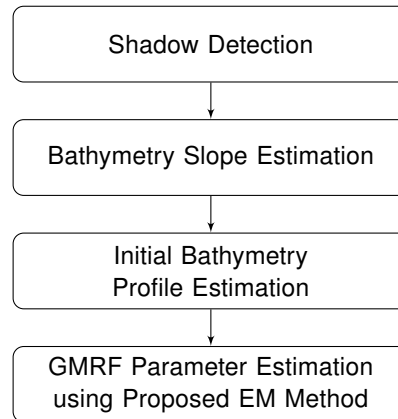 Shadow Detection
Bathymetry Slope Estimation
Initial Bathymetry
Profile Estimation
GMRF Parameter Estimation
using Proposed EM Method